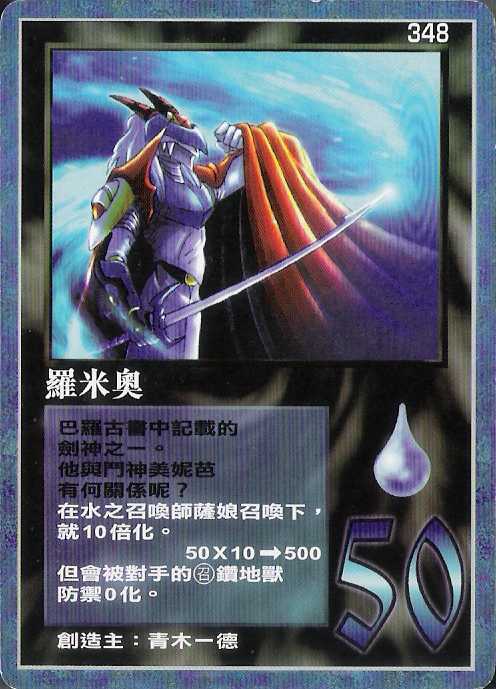 348
羅米奧
巴羅古書中記載的
劍神之一。
他與鬥神美妮芭
有何關係呢？
在水之召喚師薩娘召喚下，
就10倍化。
50X10➡500
但會被對手的㊁鑽地獸
防禦0化。
50
創造主：青木一德